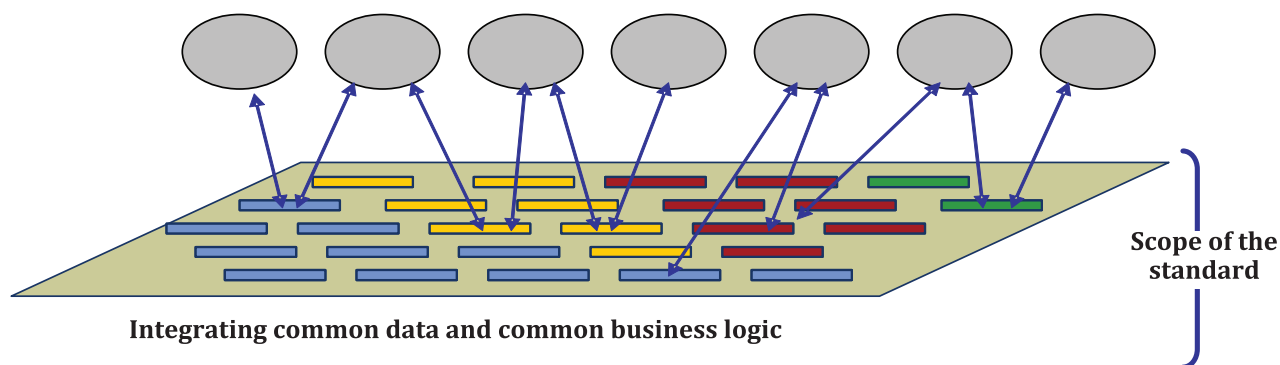 Scope of the
standard
Integrating common data and common business logic